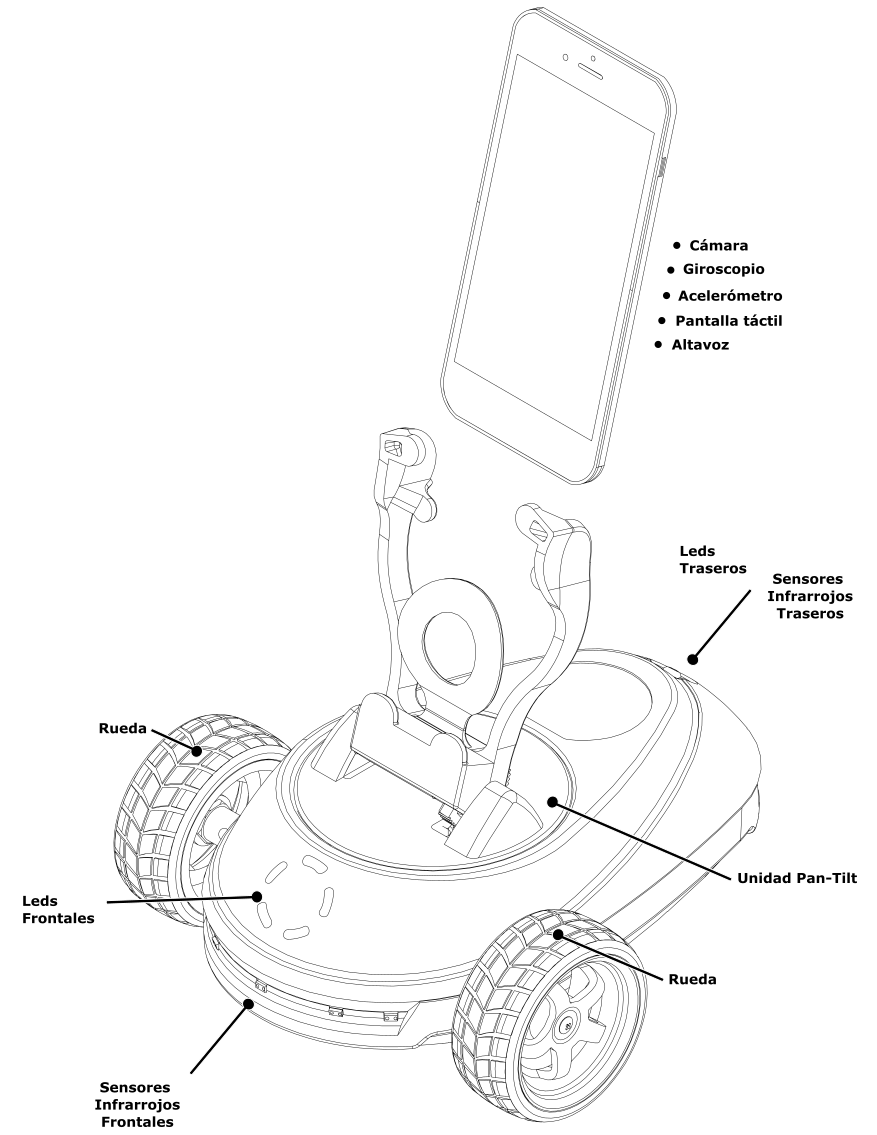 Cámara
Giroscopio
Acelerómetro
Pantalla táctil
Altavoz
Leds
Traseros
Sensores
Infrarrojos
Traseros
Rueda
Unidad Pan-Tilt
Leds
Frontales
Rueda
Sensores
Infrarrojos
Frontales